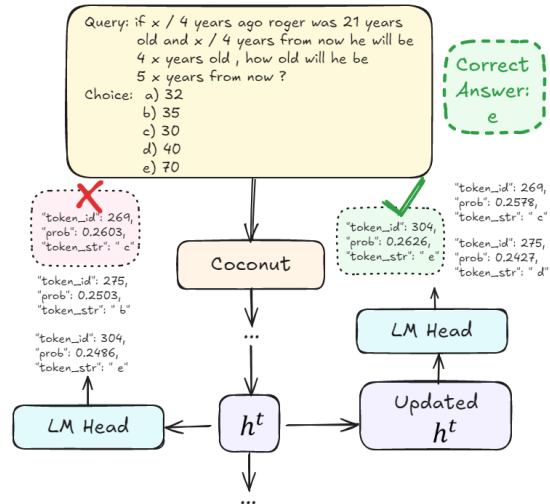 Query: if x / 4 years ago roger was 21 years
old and x / 4 years from now he will be
4 x years old , how old will he be
5 x years from now ?
Choice: a) 32
b) 35
c) 30
d) 40
e) 70
Correct
Answer:
e
"token_id": 269,
"prob": 0.2603,
"token_str": " c"
"token_id": 275,
"prob": 0.2503,
"token_str": " b"
"token_id": 304,
"prob": 0.2486,
"token_str": " e"
LM Head
Coconut
...
h^t
...
"token_id": 304,
"prob": 0.2626,
"token_str": " e"
"token_id": 269,
"prob": 0.2578,
"token_str": " c"
"token_id": 275,
"prob": 0.2427,
"token_str": " d"
LM Head
Updated
h^t